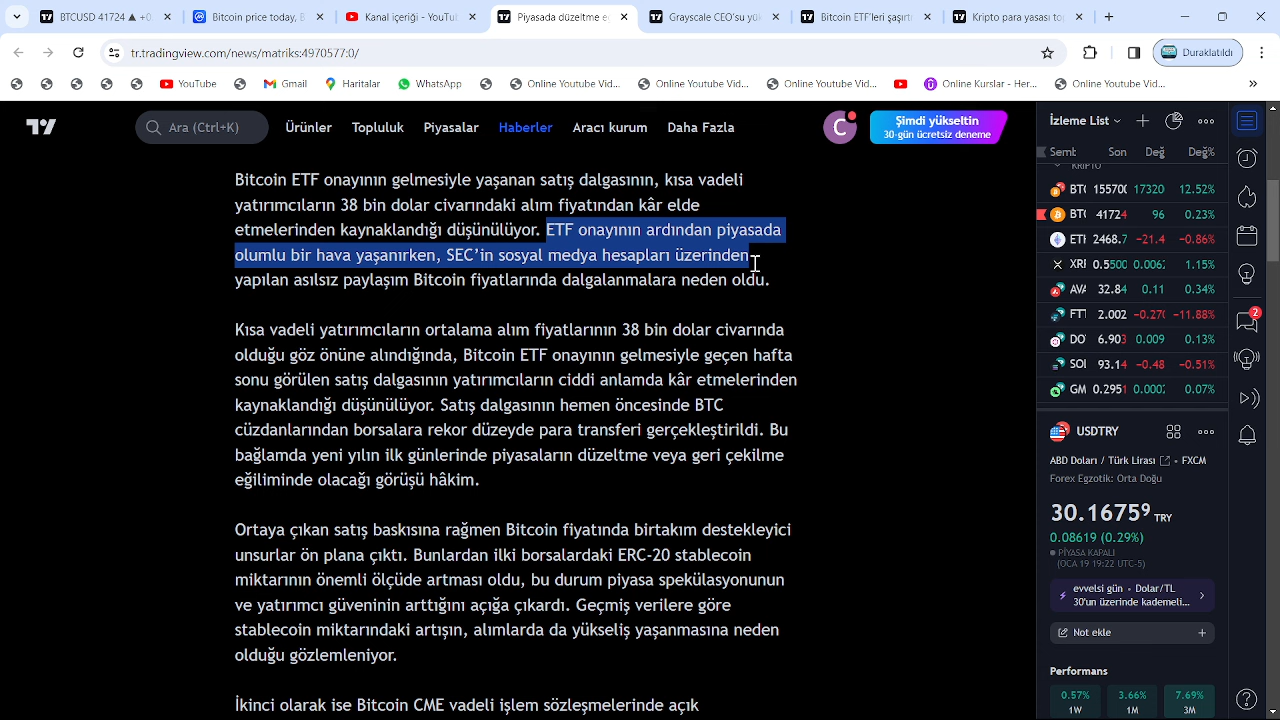 BTCUSD 41724 ▲ +0
Bitcoin price today, B
Kanal içeriği - YouTu
Piyasada düzeltme e
Grayscale CEO'su yük
Bitcoin ETF'leri şaprtı
Kripto para yasası to
tr.tradingview.com/news/matriks:4970577:0/
Duraklatıldı
YouTube
Gmail
Haritalar
WhatsApp
Online Youtube Vid...
Online Youtube Vid...
Online Youtube Vid...
Online Kurslar - Her...
Online Youtube Vid...
Ara (Ctrl+K)
Ürünler
Topluluk
Piyasalar
Haberler
Aracı kurum
Daha Fazla
C
Şimdi yükseltin
30-gün ücretsiz deneme
Bitcoin ETF onayının gelmesiyle yaşanan satış dalgasının, kısa vadeli
yatırımcıların 38 bin dolar civarındaki alım fiyatından kâr elde
etmelerinden kaynaklandığı düşünülüyor. ETF onayının ardından piyasada
olumlu bir hava yaşanırken, SEC’in sosyal medya hesapları üzerinden
yapılan asılsız paylaşım Bitcoin fiyatlarında dalgalanmalara neden oldu.
Kısa vadeli yatırımcıların ortalama alım fiyatlarının 38 bin dolar civarında
olduğu göz önüne alındığında, Bitcoin ETF onayının gelmesiyle geçen hafta
sonu görülen satış dalgasının yatırımcıların ciddi anlamda kâr etmelerinden
kaynaklandığı düşünülüyor. Satış dalgasının hemen öncesinde BTC
cüzdanlarından borsalara rekor düzeyde para transferi gerçekleştirildi. Bu
bağlamda yeni yılın ilk günlerinde piyasaların düzeltme veya geri çekilme
eğiliminde olacağı görüşü hâkim.
Ortaya çıkan satış baskısına rağmen Bitcoin fiyatında birtakım destekleyici
unsurlar ön plana çıktı. Bunlardan ilki borsalardaki ERC-20 stablecoin
miktarının önemli ölçüde artması oldu, bu durum piyasa spekülasyonunun
ve yatırımcı güveninin arttığını açığa çıkardı. Geçmiş verilere göre
stablecoin miktarındaki artışın, alımlarda da yükseliş yaşanmasına neden
olduğu gözlemleniyor.
İkinci olarak ise Bitcoin CME vadeli işlem sözleşmelerinde açık
İzleme List
Semb Son Değ Değ%
KRİPTO
BTC 15570 17320 12.52%
BTC 41724 96 0.23%
ETH 2468.7 -21.4 -0.86%
XRI 0.5500 0.0062 1.15%
AVA 32.84 0.11 0.34%
FTT 2.002 -0.270 -11.88%
DO 6.903 0.009 0.13%
SOI 93.14 -0.48 -0.51%
GM 0.2951 0.0002 0.07%
USDTRY
ABD Doları / Türk Lirası • FXCM
Forex Egzotik: Orta Doğu
30.16759 TRY
0.08619 (0.29%)
PİYASA KAPALI
(OCA 19 19:22 UTC-5)
evvelsi gün • Dolar/TL
30'un üzerinde kademeli...
Not ekle
Performans
0.57% 3.66% 7.69%
1W 1M 3M
2